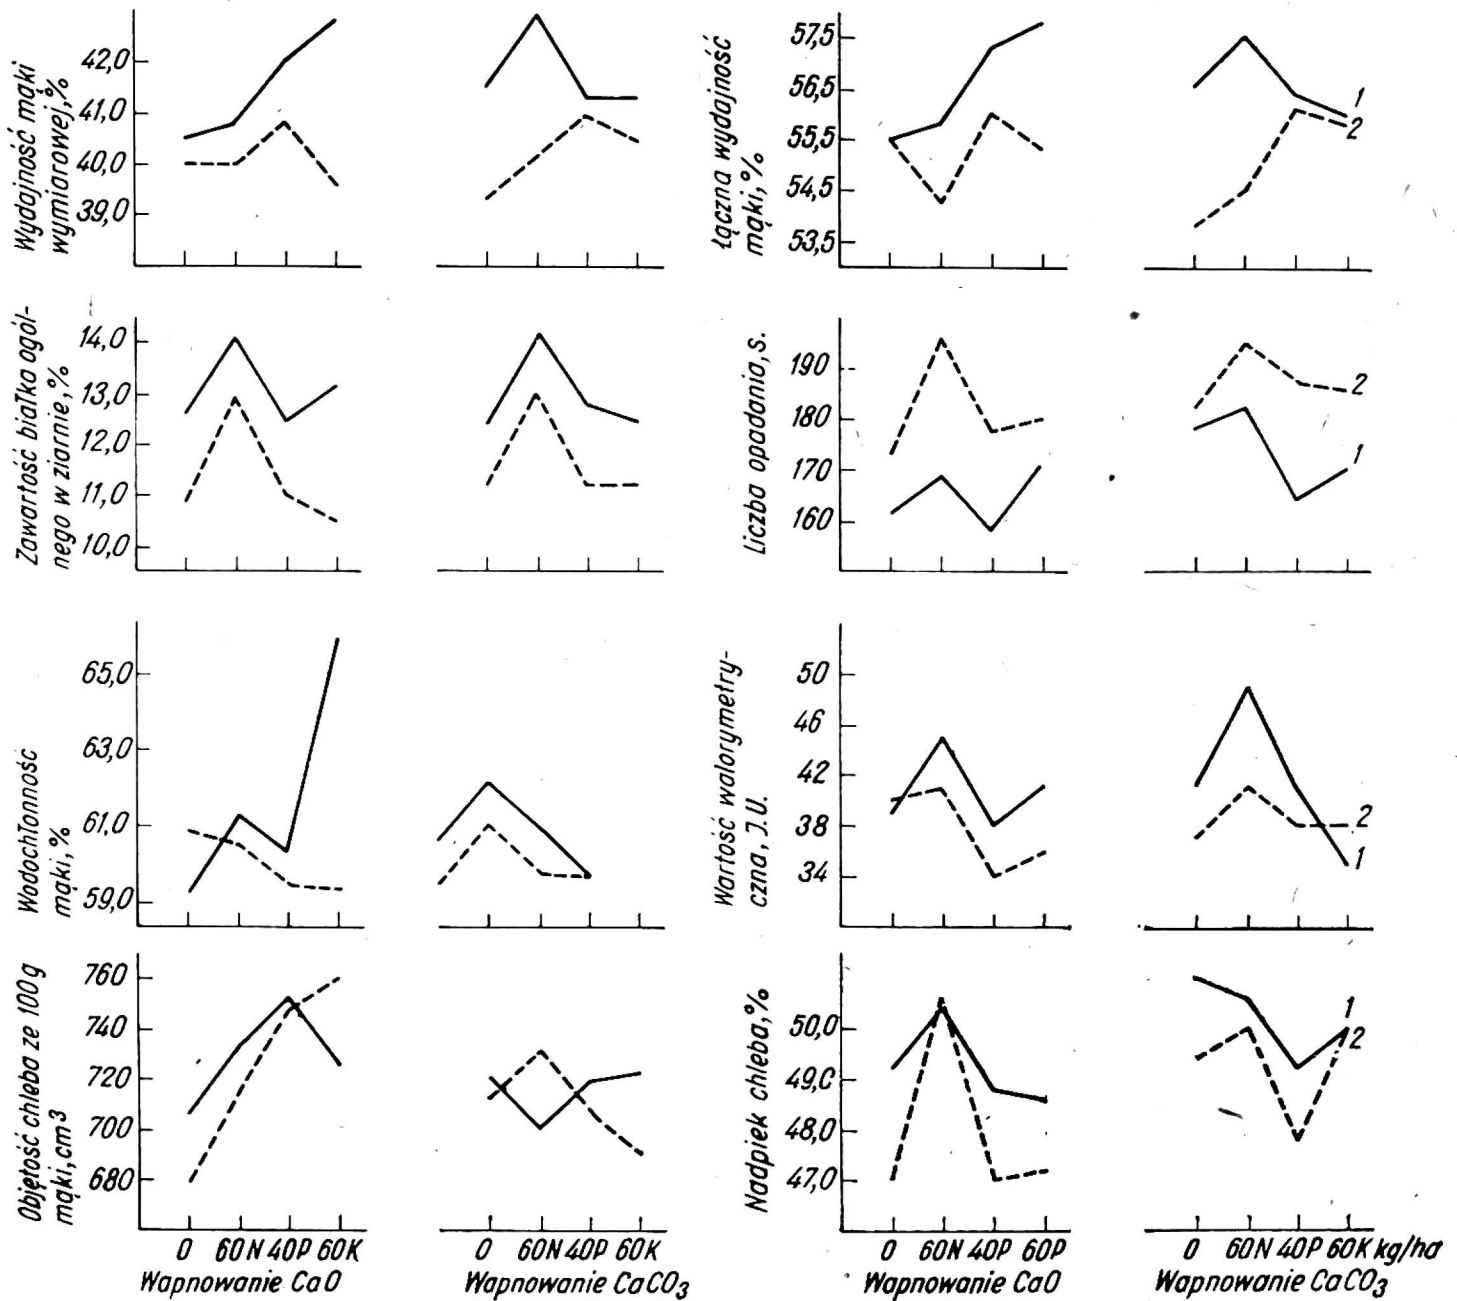 Wydajność mąki
wymiarowej,%
42,0
41,0
40,0
39,0
Łączna wydajność
mąki,%
57,5
56,5
55,5
54,5
53,5
1
2
Zawartość białka ogól-
nego w ziarnie,%
14,0
13,0
12,0
11,0
10,0
Liczba opadania,s.
190
180
170
160
2
1
Wodochłonność
mąki,%
65,0
63,0
61,0
59,0
Wartość walorymetry-
czna, J.U.
50
46
42
38
34
2
1
Objętość chleba ze 100g
mąki,cm³
760
740
720
700
680
Nadpiek chleba,%
50,0
49,0
48,0
47,0
1
2
0 60N 40P 60K
Wapnowanie CaO
0 60N 40P 60K
Wapnowanie CaCO₃
0 60N 40P 60P
Wapnowanie CaO
0 60N 40P 60K kg/ha
Wapnowanie CaCO₃